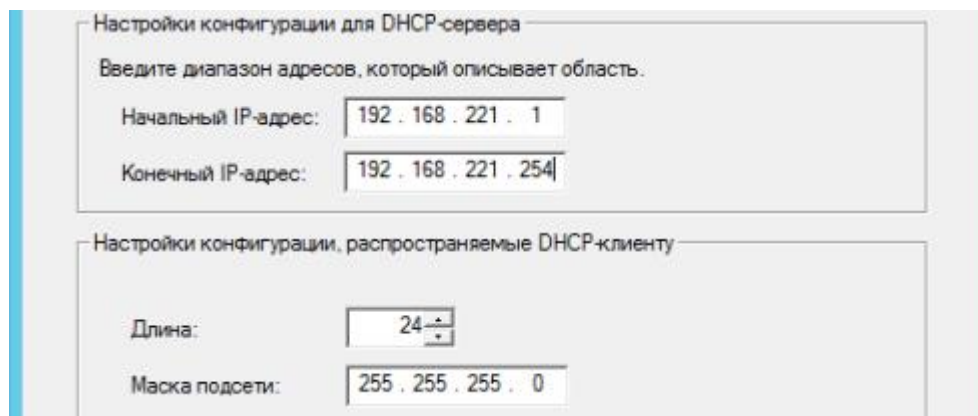 Настройки конфигурации для DHCP-сервера
Введите диапазон адресов, который описывает область.
Начальный IP-адрес: 192 . 168 . 221 . 1
Конечный IP-адрес: 192 . 168 . 221 . 254
Настройки конфигурации, распространяемые DHCP-клиенту
Длина: 24
Маска подсети: 255 . 255 . 255 . 0